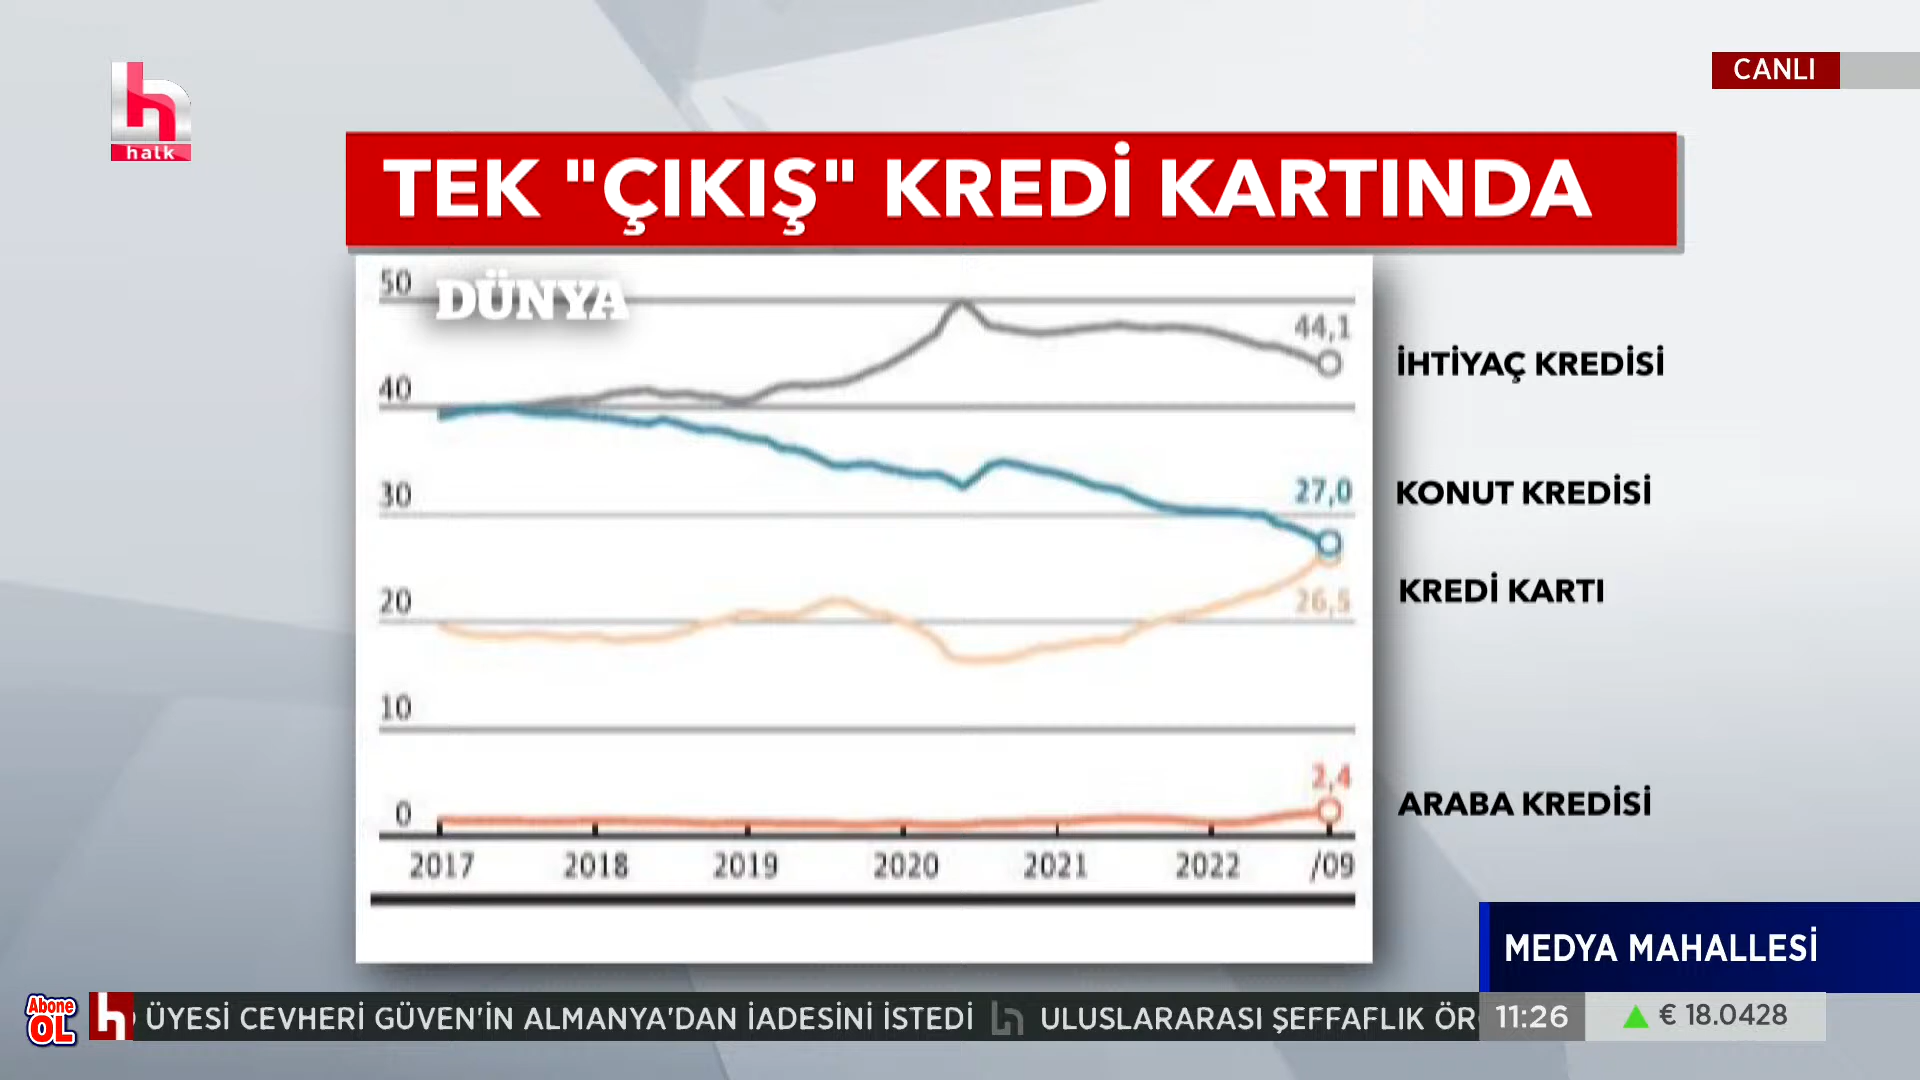 CANLI
halk
TEK "ÇIKIŞ" KREDİ KARTINDA
DÜNYA
50
40
30
20
10
0
44,1
27,0
26,5
2,4
2017 2018 2019 2020 2021 2022 /09
İHTİYAÇ KREDİSİ
KONUT KREDİSİ
KREDİ KARTI
ARABA KREDİSİ
MEDYA MAHALLESİ
Abone
OL
ÜYESİ CEVHERİ GÜVEN'İN ALMANYA'DAN İADESİNİ İSTEDİ ULUSLARARASI ŞEFFAFLIK ÖR
11:26
€ 18.0428